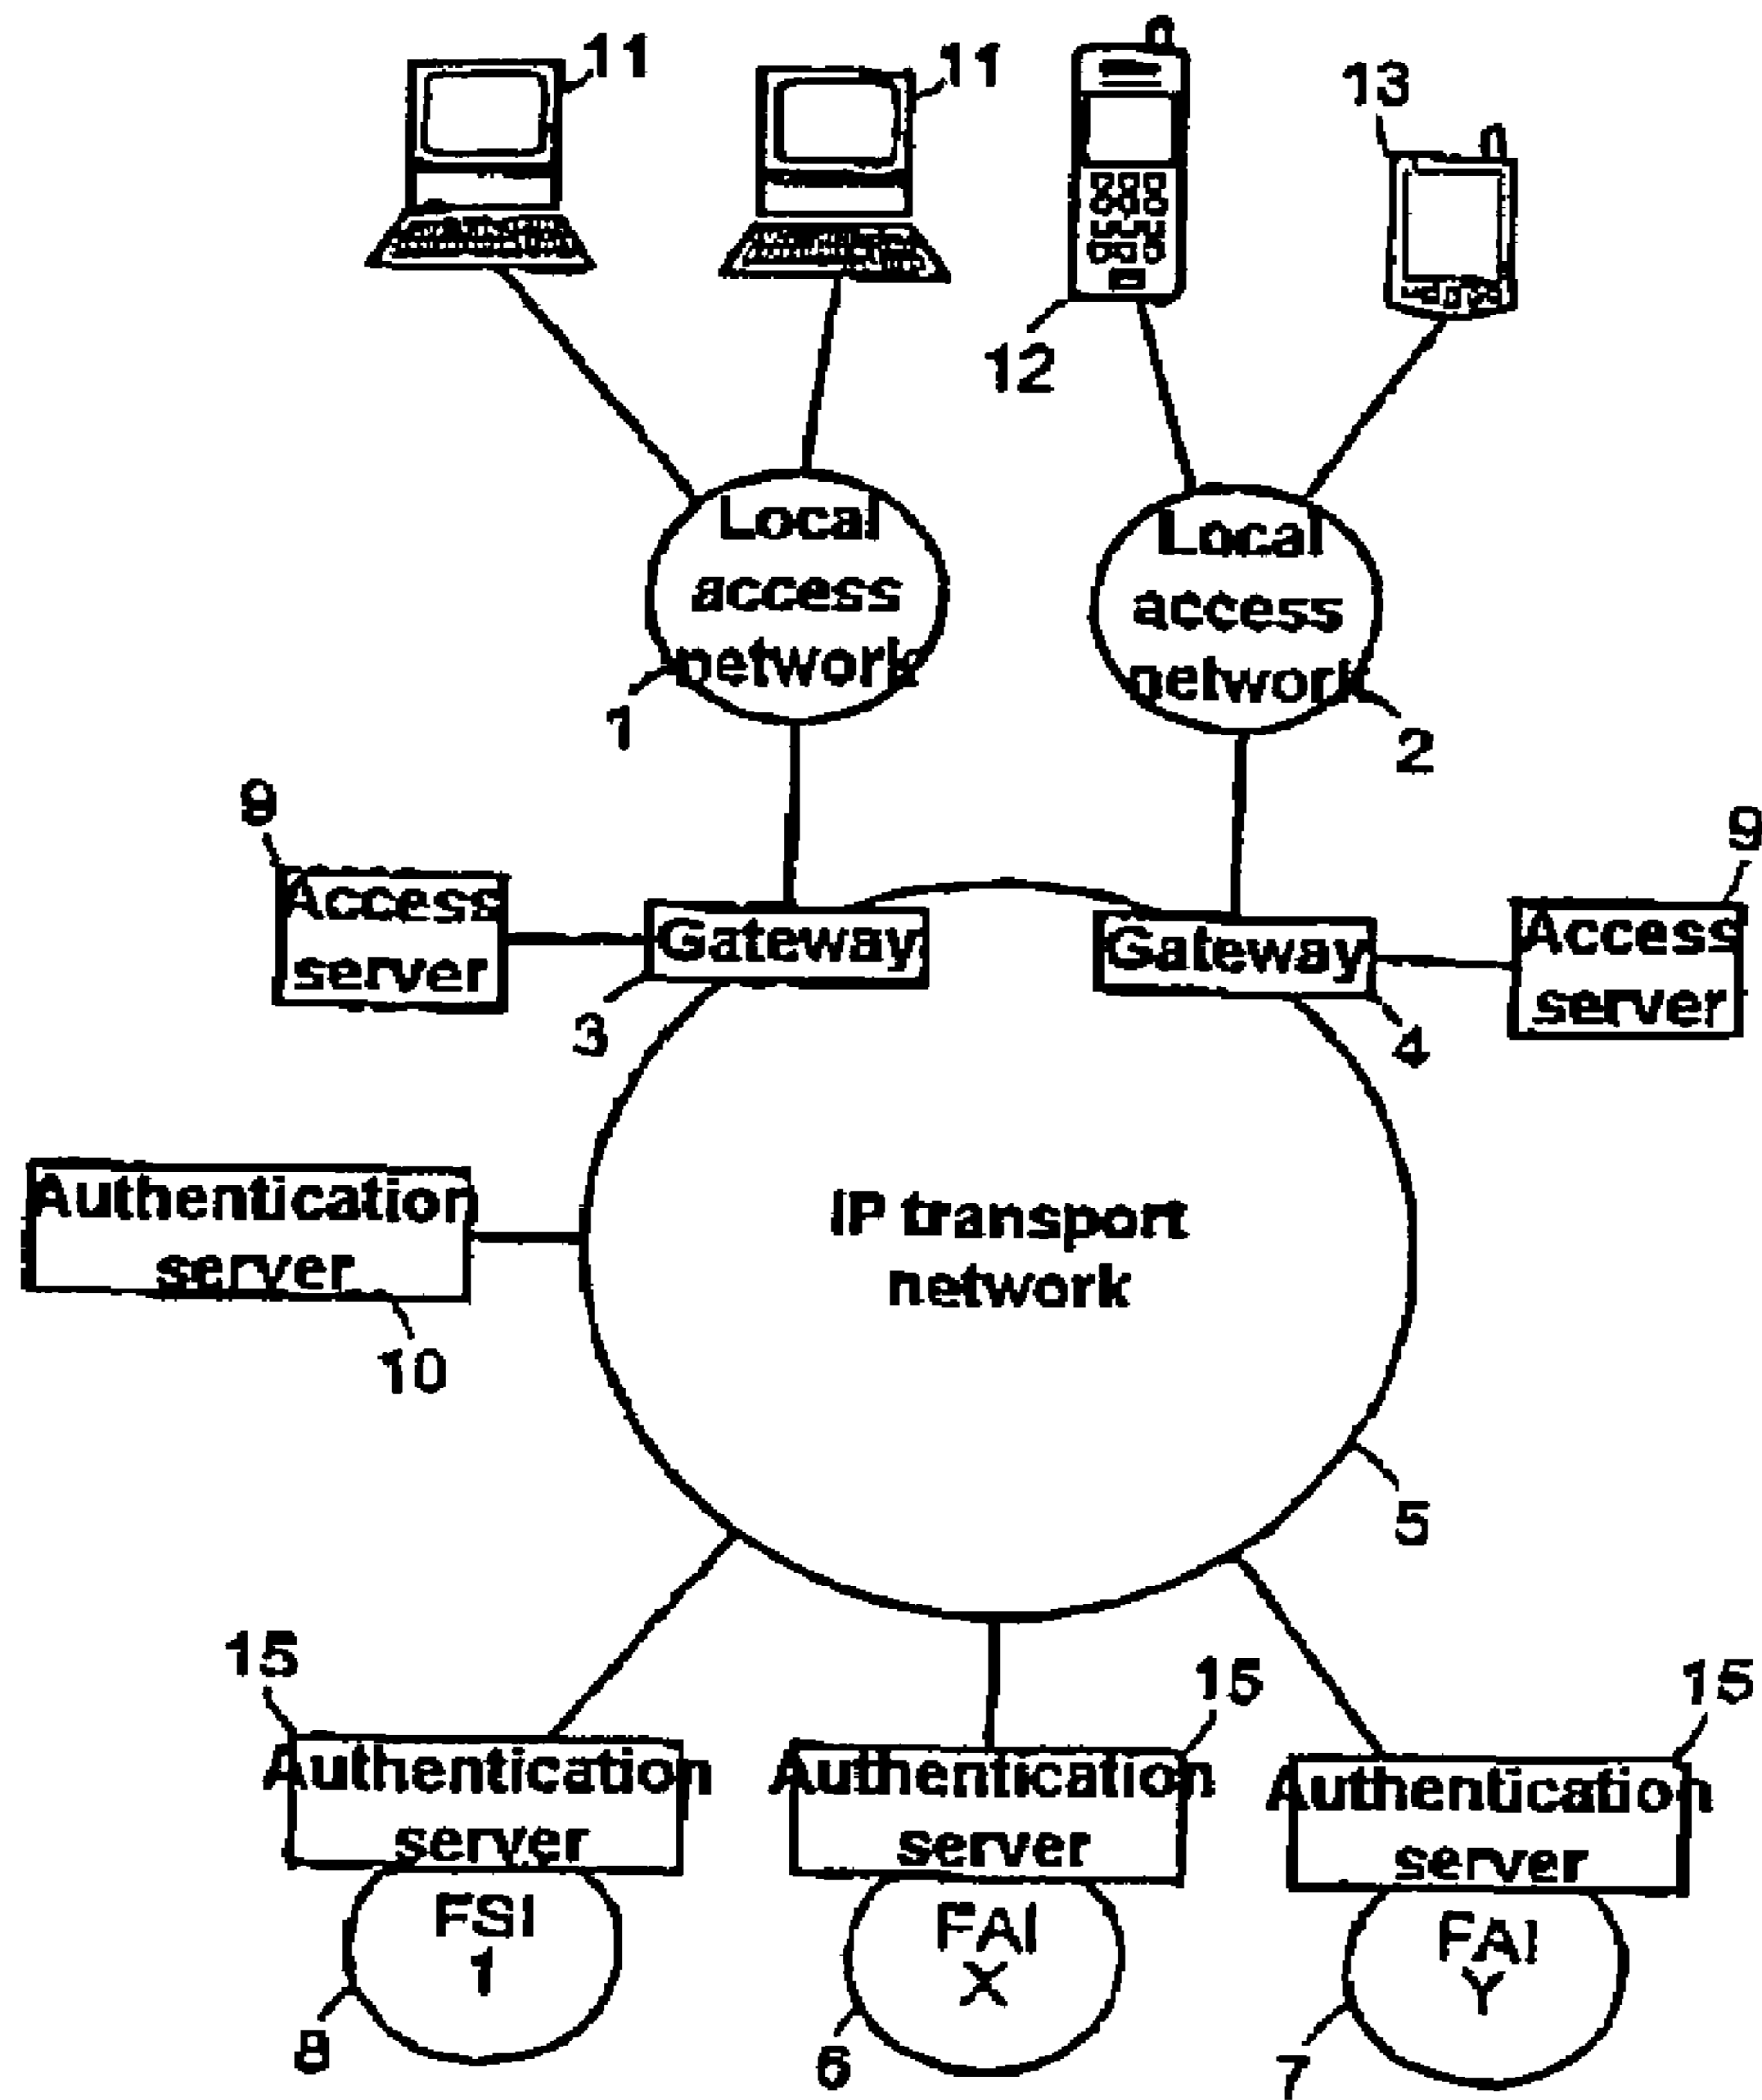 11
11
13
12
Local
access
network
1
Local
access
network
2
9
Access
server
Gateway
3
Gateway
4
9
Access
server
Authentication
server
10
IP transport
network
5
15
Authentication
server
FSI
1
8
15
Authentication
server
FAI
X
6
15
Authentication
server
FAI
Y
7